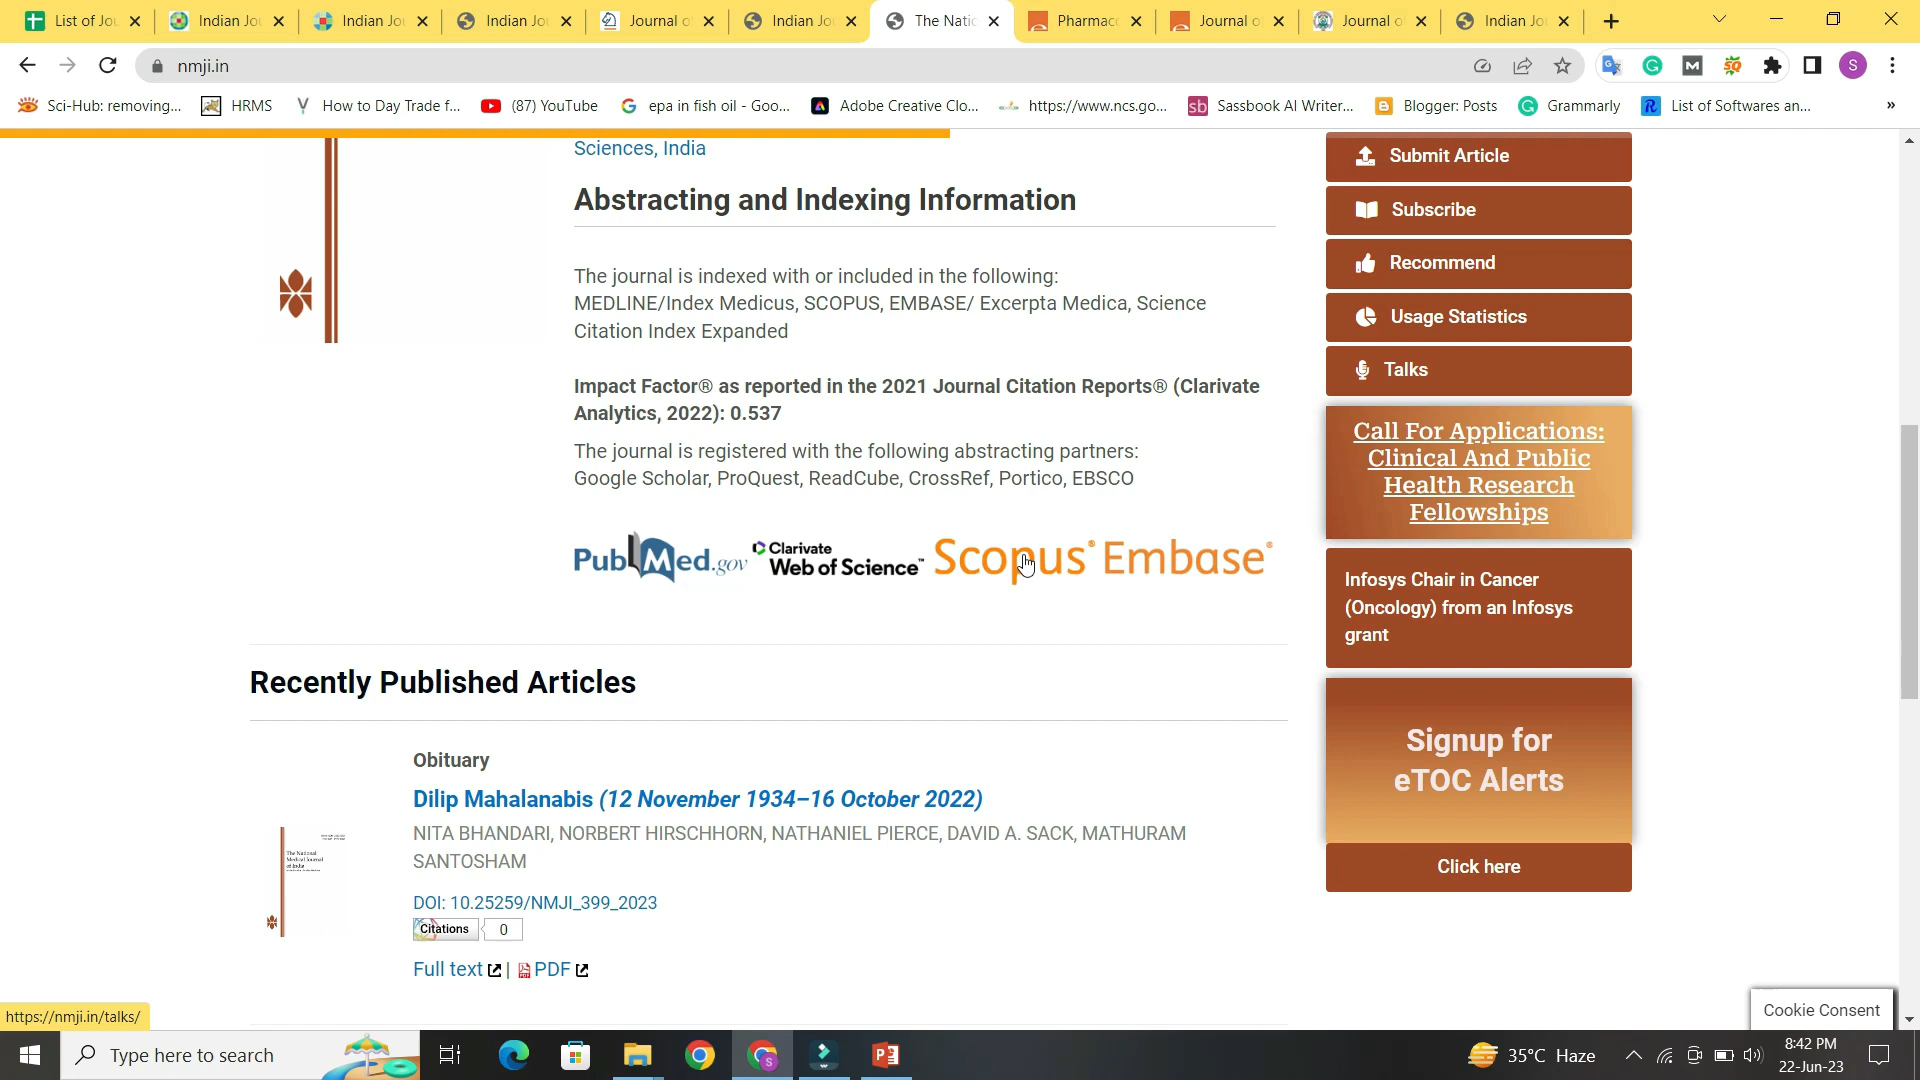 List of Jou
Indian Jou
Indian Jou
Indian Jou
Journal o
Indian Jou
The Natio
Pharmaco
Journal o
Journal o
Indian Jou
nmji.in
S
Sci-Hub: removing...
HRMS
How to Day Trade f...
(87) YouTube
epa in fish oil - Goo...
Adobe Creative Clo...
https://www.ncs.go...
sb Sassbook AI Writer...
Blogger: Posts
Grammarly
List of Softwares an...
»
Sciences, India
Abstracting and Indexing Information
The journal is indexed with or included in the following:
MEDLINE/Index Medicus, SCOPUS, EMBASE/ Excerpta Medica, Science
Citation Index Expanded
Impact Factor® as reported in the 2021 Journal Citation Reports® (Clarivate
Analytics, 2022): 0.537
The journal is registered with the following abstracting partners:
Google Scholar, ProQuest, ReadCube, CrossRef, Portico, EBSCO
PubMed.gov
Clarivate
Web of Science™
Scopus®
Embase®
Recently Published Articles
Obituary
Dilip Mahalanabis (12 November 1934–16 October 2022)
NITA BHANDARI, NORBERT HIRSCHHORN, NATHANIEL PIERCE, DAVID A. SACK, MATHURAM
SANTOSHAM
The National
Medical Journal
of India
DOI: 10.25259/NMJI_399_2023
Citations 0
Full text | PDF
Submit Article
Subscribe
Recommend
Usage Statistics
Talks
Call For Applications:
Clinical And Public
Health Research
Fellowships
Infosys Chair in Cancer
(Oncology) from an Infosys
grant
Signup for
eTOC Alerts
Click here
Cookie Consent
https://nmji.in/talks/
Type here to search
35°C Haze
8:42 PM
22-Jun-23